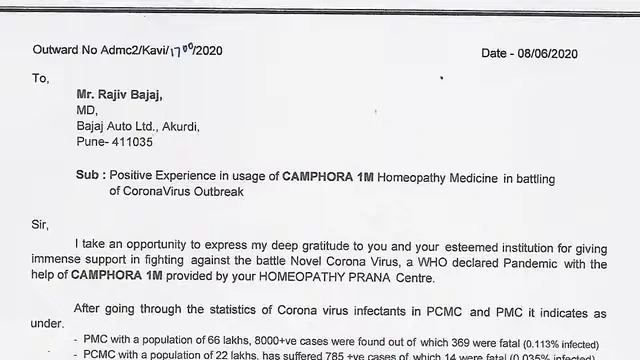 Outward No Admc2/Kavi/1700/2020
Date - 08/06/2020
To,
Mr. Rajiv Bajaj,
MD,
Bajaj Auto Ltd., Akurdi,
Pune- 411035
Sub : Positive Experience in usage of CAMPHORA 1M Homeopathy Medicine in battling
of CoronaVirus Outbreak
Sir,
I take an opportunity to express my deep gratitude to you and your esteemed institution for giving
immense support in fighting against the battle Novel Corona Virus, a WHO declared Pandemic with the
help of CAMPHORA 1M provided by your HOMEOPATHY PRANA Centre.
After going through the statistics of Corona virus infectants in PCMC and PMC it indicates as
under.
- PMC with a population of 66 lakhs, 8000+ve cases were found out of which 369 were fatal (0.113% infected)
- PCMC with a population of 22 lakhs, has suffered 785 +ve cases of which 14 were fatal (0.035% infected)